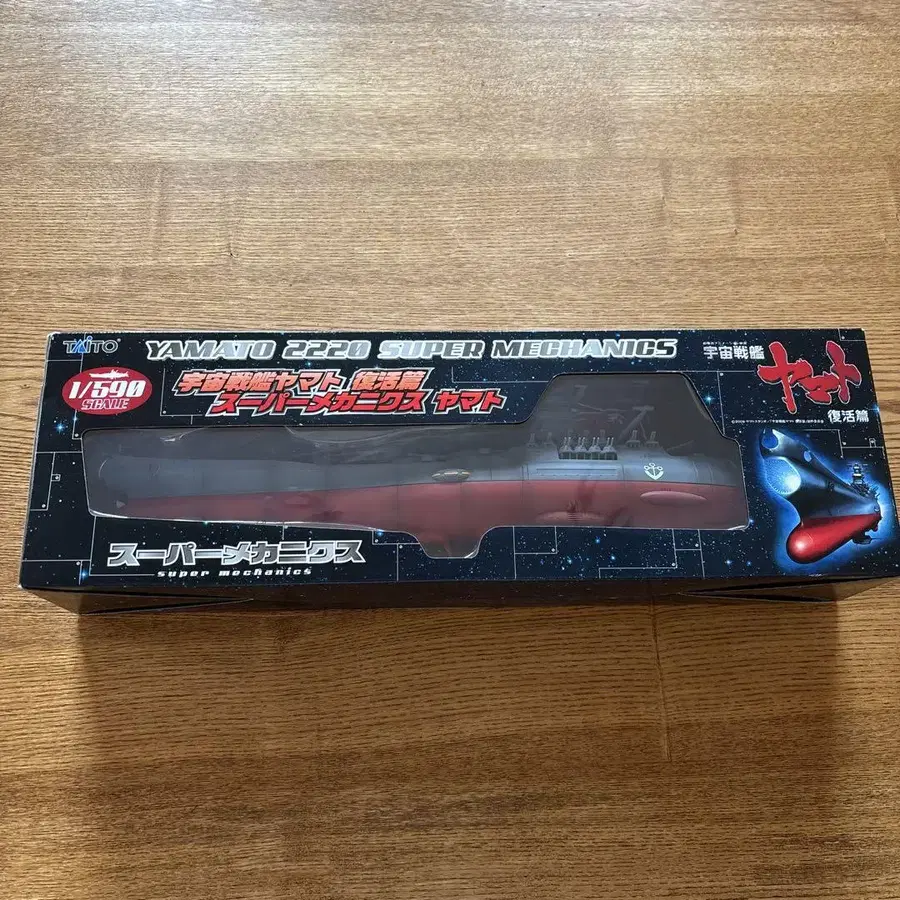 TAITO
YAMATO 2220 SUPER MECHANICS
1/590
SCALE
宇宙戦艦ヤマト 復活篇
スーパーメカニクス ヤマト
宇宙戦艦
ヤマト
復活篇
スーパーメカニクス
super mechanics